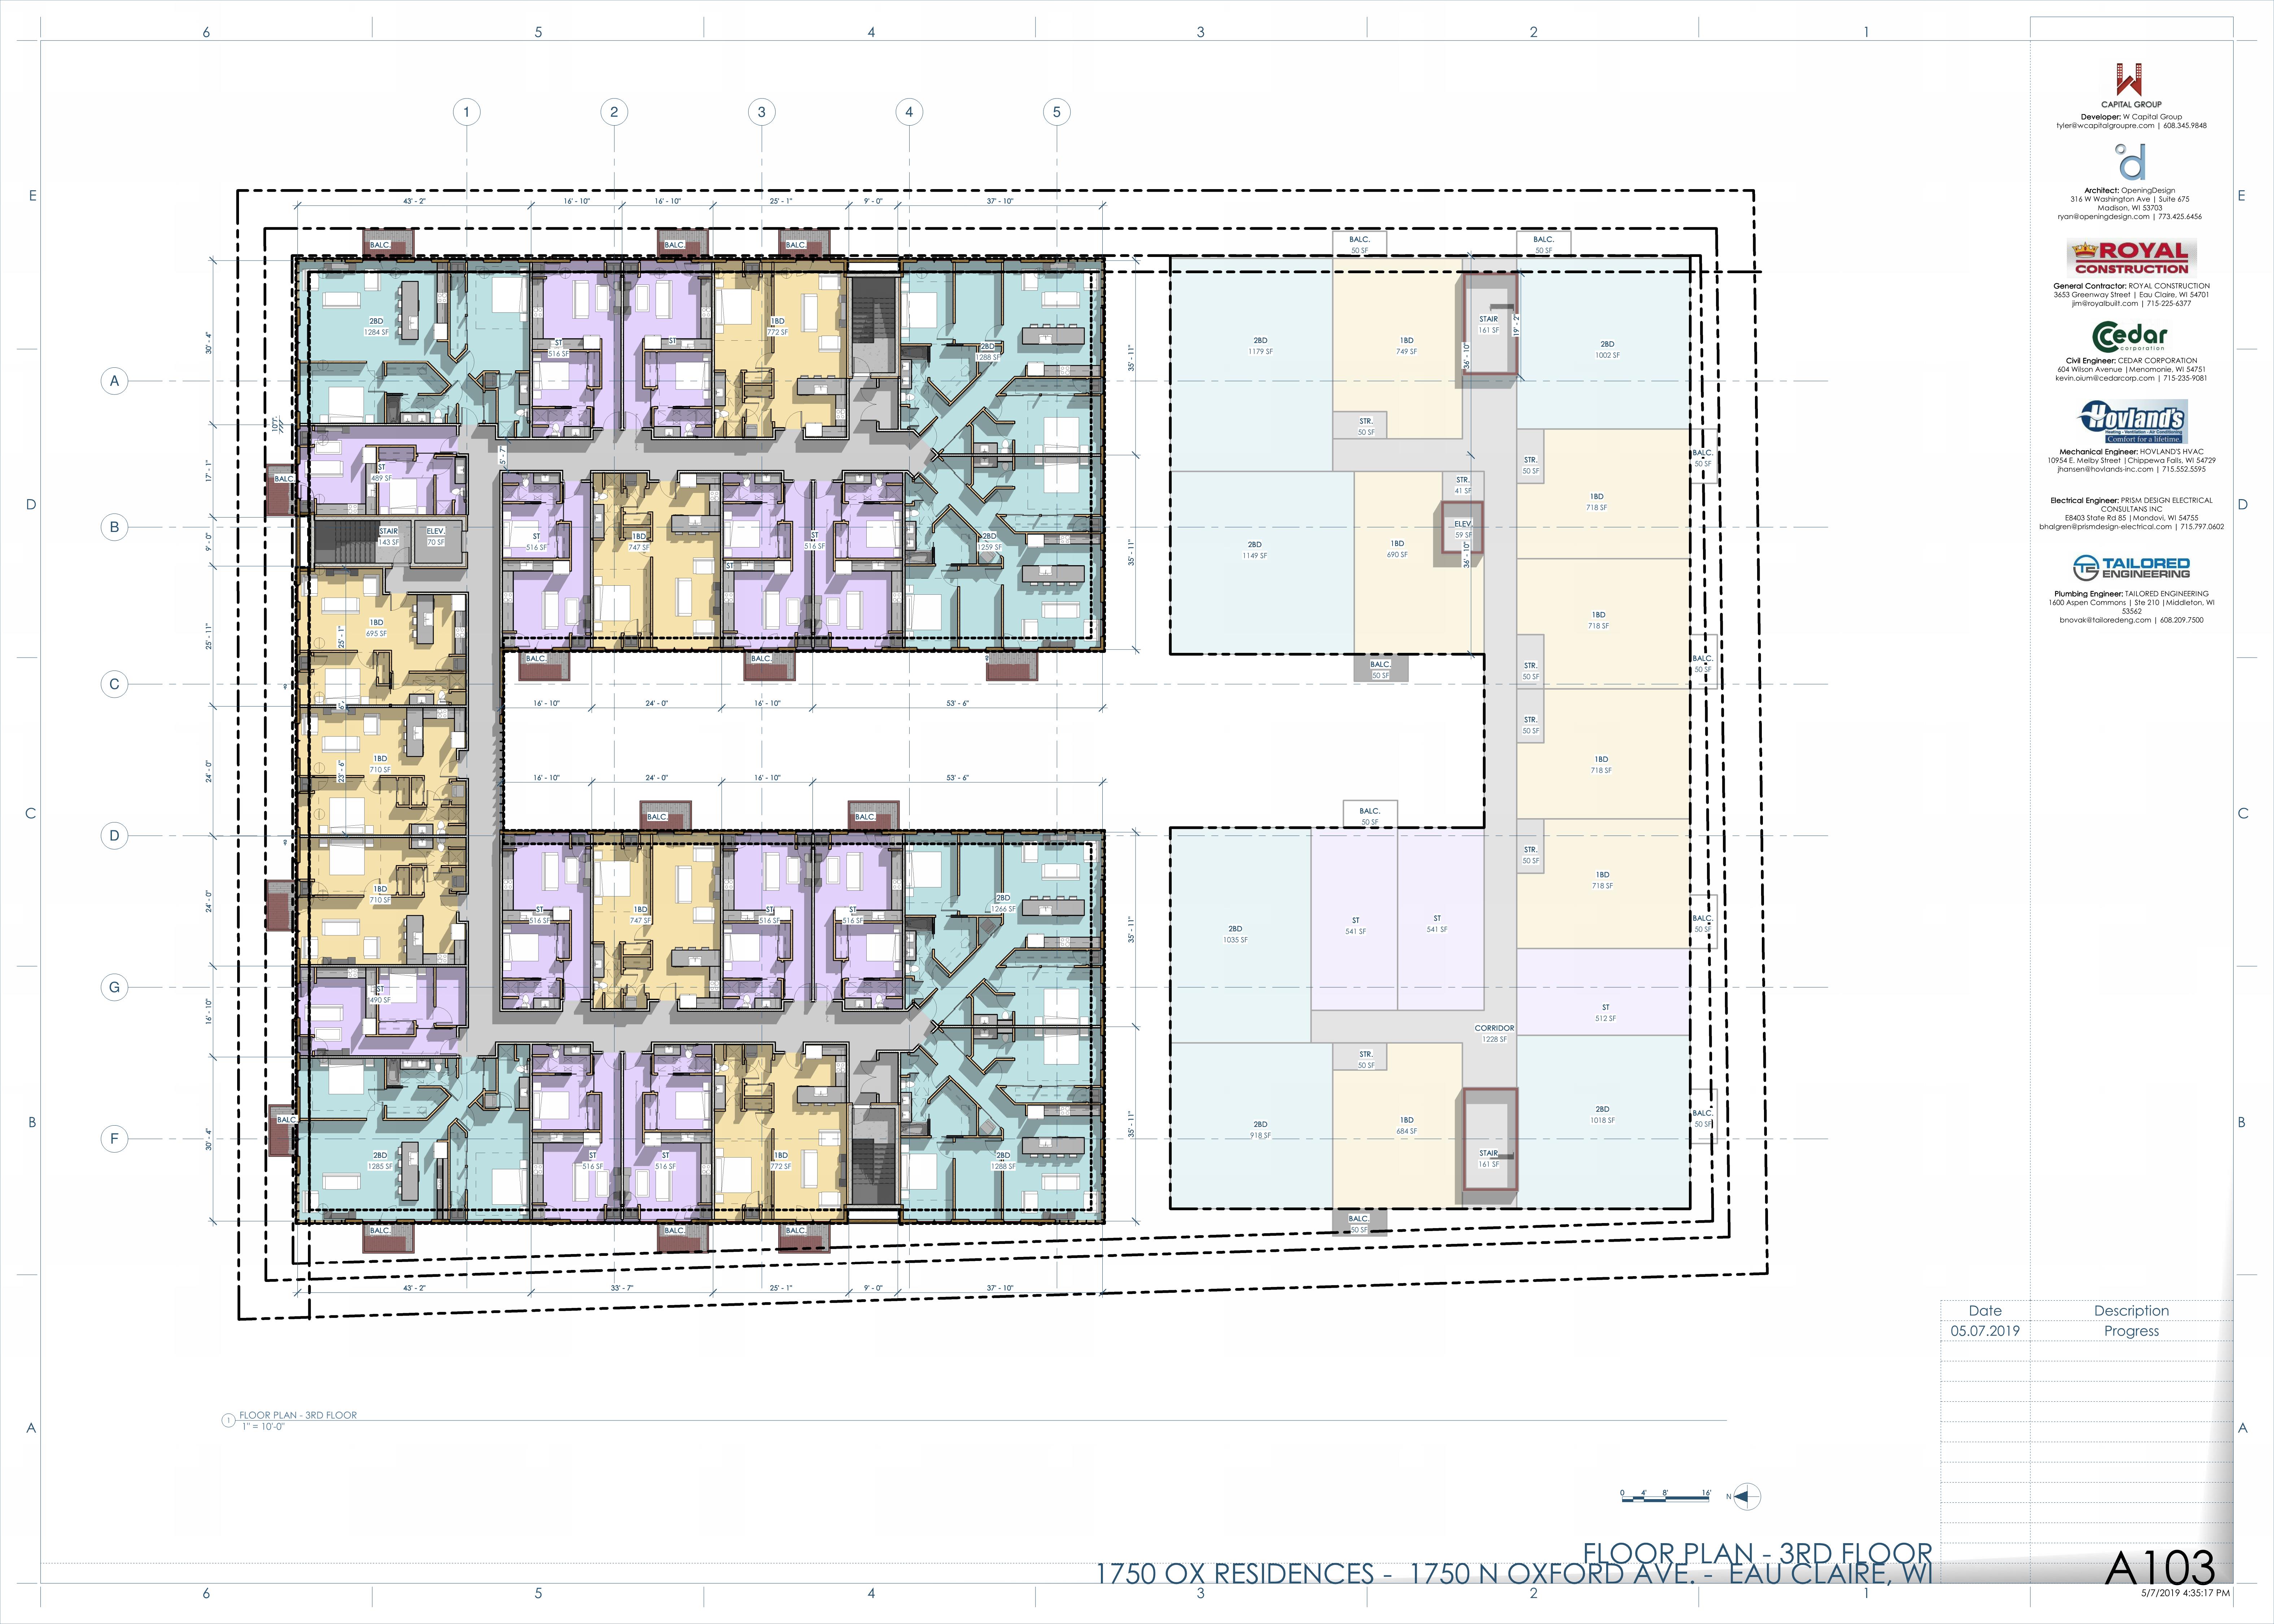 6 5 4 3 2 1
1 2 3 4 5
E E
D D
C C
B B
A A
A
B
C
D
G
F
43' - 2" 16' - 10" 16' - 10" 25' - 1" 9' - 0" 37' - 10"
BALC. BALC. BALC.
BALC.
50 SF
BALC.
50 SF
2BD
1284 SF
ST
516 SF
ST
1BD
772 SF
2BD
1288 SF
30' - 4"
35' - 11"
17' - 1"
9' - 0"
25' - 11"
24' - 0"
24' - 0"
16' - 10"
30' - 4"
5' - 7"
BALC.
ST
489 SF
STAIR
143 SF
ELEV.
70 SF
ST
516 SF
1BD
747 SF
ST
ST
516 SF
2BD
1259 SF
35' - 11"
1BD
695 SF
25' - 1"
BALC. BALC.
16' - 10" 24' - 0" 16' - 10" 53' - 6"
1BD
710 SF
23' - 6"
16' - 10" 24' - 0" 16' - 10" 53' - 6"
BALC. BALC.
1BD
710 SF
ST
516 SF
1BD
747 SF
ST
516 SF
ST
516 SF
2BD
1266 SF
35' - 11"
ST
490 SF
BALC.
2BD
1285 SF
ST
516 SF
ST
516 SF
1BD
772 SF
2BD
1288 SF
35' - 11"
BALC. BALC. BALC.
43' - 2" 33' - 7" 25' - 1" 9' - 0" 37' - 10"
2BD
1179 SF
1BD
749 SF
STAIR
161 SF
19' - 2"
36' - 10"
2BD
1002 SF
STR.
50 SF
STR.
50 SF
BALC.
50 SF
STR.
41 SF
ELEV.
59 SF
36' - 10"
2BD
1149 SF
1BD
690 SF
1BD
718 SF
1BD
718 SF
BALC.
50 SF
STR.
50 SF
BALC.
50 SF
STR.
50 SF
1BD
718 SF
BALC.
50 SF
STR.
50 SF
1BD
718 SF
2BD
1035 SF
ST
541 SF
ST
541 SF
BALC.
50 SF
ST
512 SF
CORRIDOR
1228 SF
STR.
50 SF
2BD
918 SF
1BD
684 SF
STAIR
161 SF
2BD
1018 SF
BALC.
50 SF
BALC.
50 SF
1 FLOOR PLAN - 3RD FLOOR
1" = 10'-0"
0 4' 8' 16'
N
W
CAPITAL GROUP
Developer: W Capital Group
tyler@wcapitalgroupre.com | 608.345.9848
d
Architect: OpeningDesign
316 W Washington Ave | Suite 675
Madison, WI 53703
ryan@openingdesign.com | 773.425.6456
ROYAL
CONSTRUCTION
General Contractor: ROYAL CONSTRUCTION
3653 Greenway Street | Eau Claire, WI 54701
jim@royalbuilt.com | 715-225-6377
Cedar
corporation
Civil Engineer: CEDAR CORPORATION
604 Wilson Avenue |Menomonie, WI 54751
kevin.oium@cedarcorp.com | 715-235-9081
Hovland's
Heating - Ventilation - Air Conditioning
Comfort for a lifetime.
Mechanical Engineer: HOVLAND'S HVAC
10954 E. Melby Street |Chippewa Falls, WI 54729
jhansen@hovlands-inc.com | 715.552.5595
Electrical Engineer: PRISM DESIGN ELECTRICAL
CONSULTANS INC
E8403 State Rd 85 |Mondovi, WI 54755
bhalgren@prismdesign-electrical.com | 715.797.0602
TE TAILORED
ENGINEERING
Plumbing Engineer: TAILORED ENGINEERING
1600 Aspen Commons | Ste 210 |Middleton, WI
53562
bnovak@tailoredeng.com | 608.209.7500
Date Description
05.07.2019 Progress
FLOOR PLAN - 3RD FLOOR
1750 OX RESIDENCES - 1750 N OXFORD AVE. - EAU CLAIRE, WI
A103
5/7/2019 4:35:17 PM
6 5 4 3 2 1